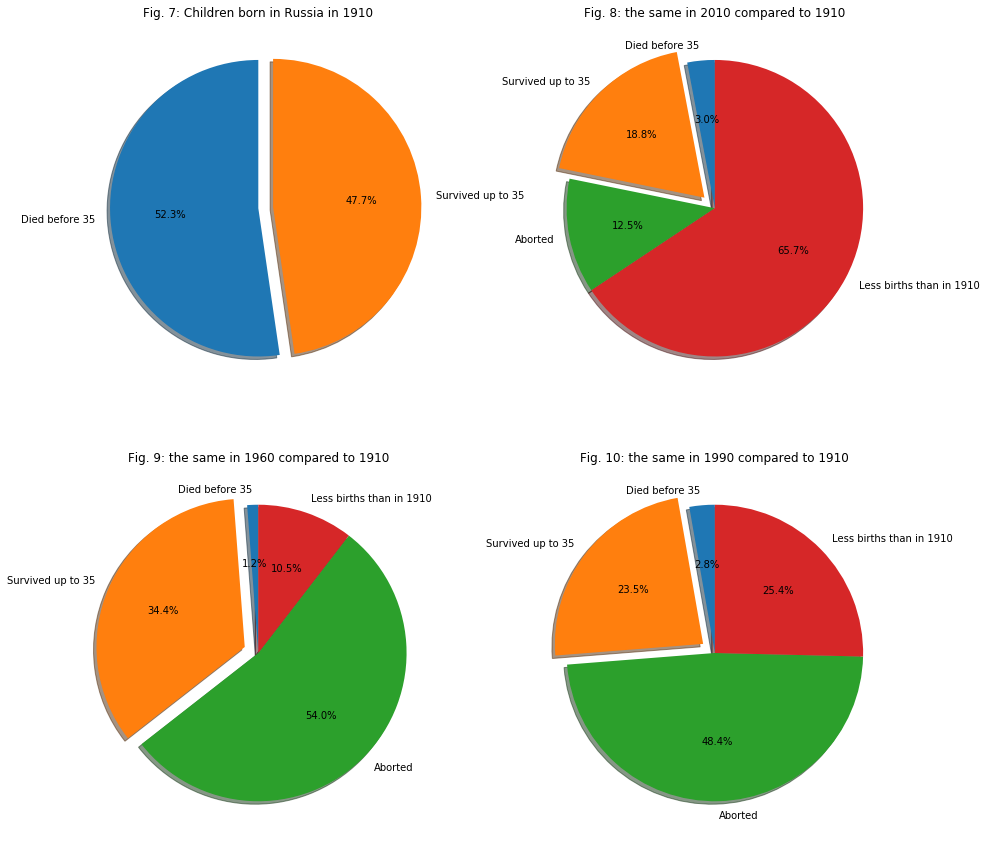 Fig. 7: Children born in Russia in 1910
Died before 35
52.3%
47.7%
Survived up to 35
Fig. 8: the same in 2010 compared to 1910
Died before 35
Survived up to 35
3.0%
18.8%
Aborted
12.5%
65.7%
Less births than in 1910
Fig. 9: the same in 1960 compared to 1910
Died before 35
Less births than in 1910
Survived up to 35
1.2%
10.5%
34.4%
54.0%
Aborted
Fig. 10: the same in 1990 compared to 1910
Died before 35
Survived up to 35
Less births than in 1910
2.8%
23.5%
25.4%
48.4%
Aborted